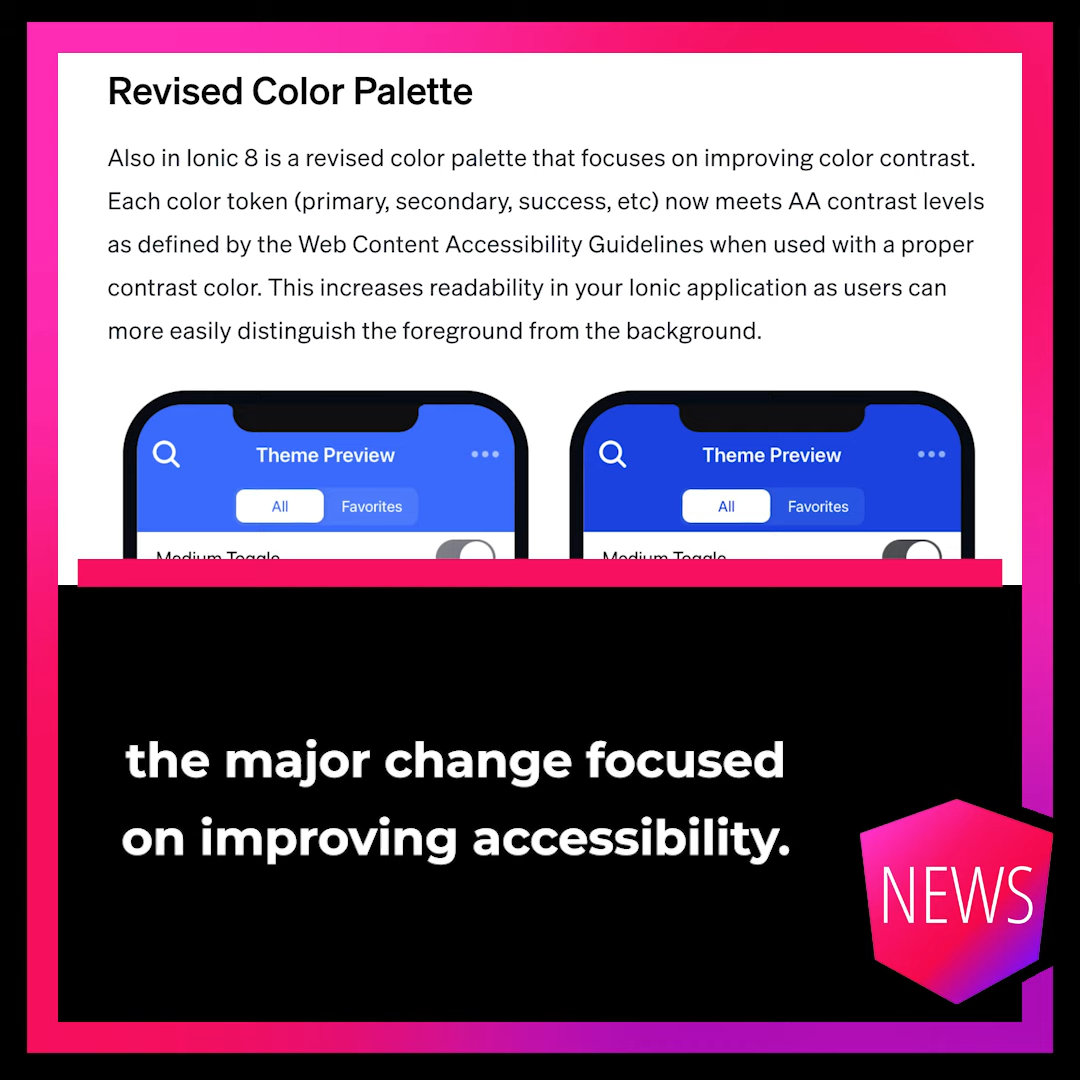 Revised Color Palette
Also in Ionic 8 is a revised color palette that focuses on improving color contrast.
Each color token (primary, secondary, success, etc) now meets AA contrast levels
as defined by the Web Content Accessibility Guidelines when used with a proper
contrast color. This increases readability in your Ionic application as users can
more easily distinguish the foreground from the background.
Theme Preview
All Favorites
Medium Toggle
Theme Preview
All Favorites
Medium Toggle
the major change focused
on improving accessibility.
NEWS